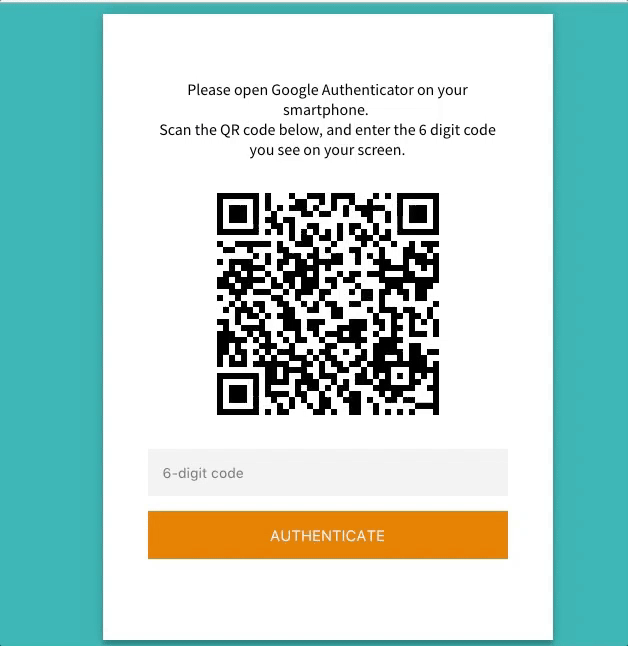 Please open Google Authenticator on your
smartphone.
Scan the QR code below, and enter the 6 digit code
you see on your screen.
6-digit code
AUTHENTICATE